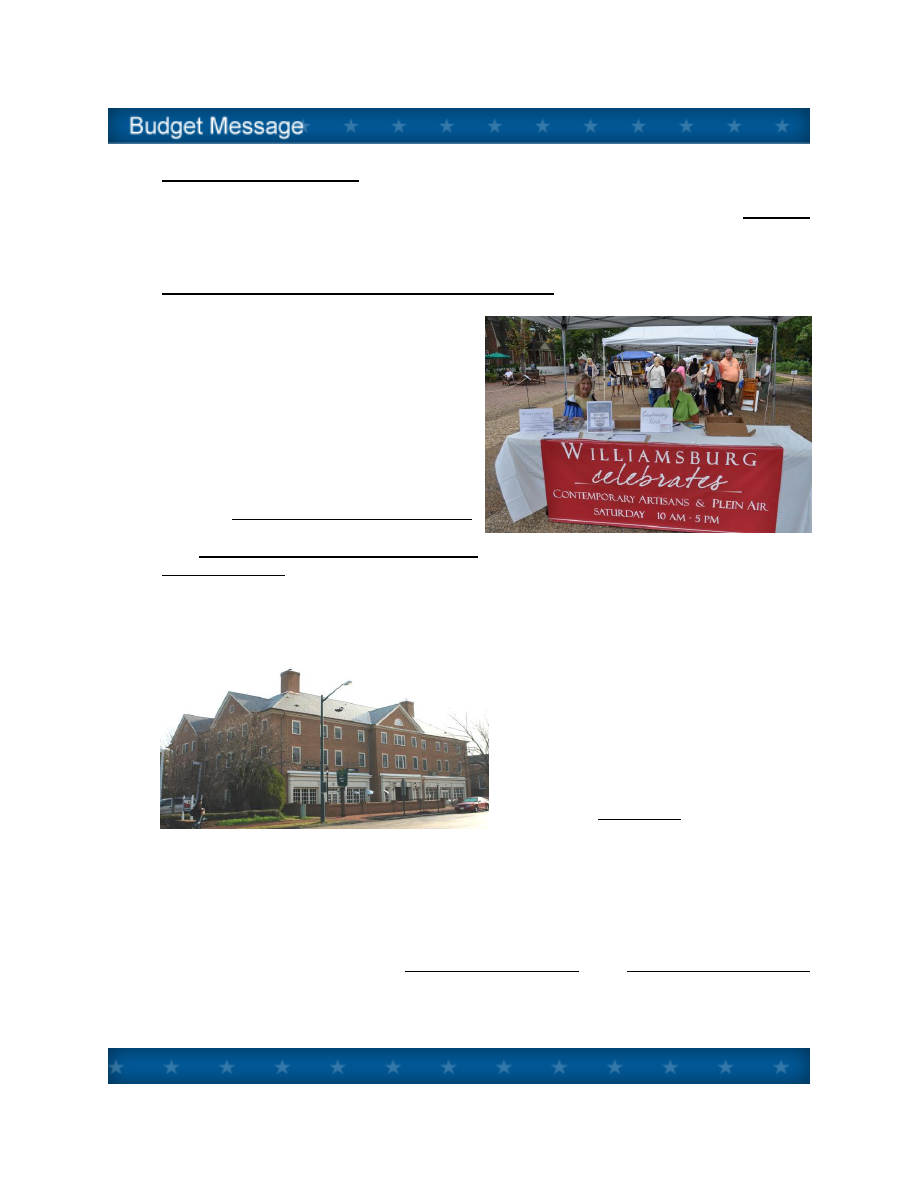 Budget Message
WILLIAMSBURG
celebrates
CONTEMPORARY ARTISANS & PLEIN AIR
SATURDAY 10 AM - 5 PM